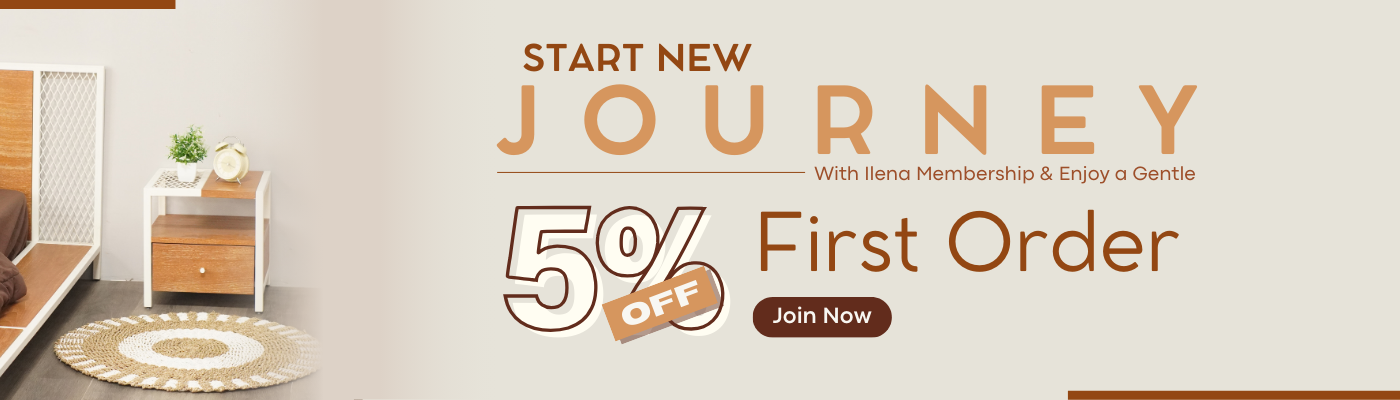 START NEW
JOURNEY
With Ilena Membership & Enjoy a Gentle
5%
OFF
First Order
Join Now